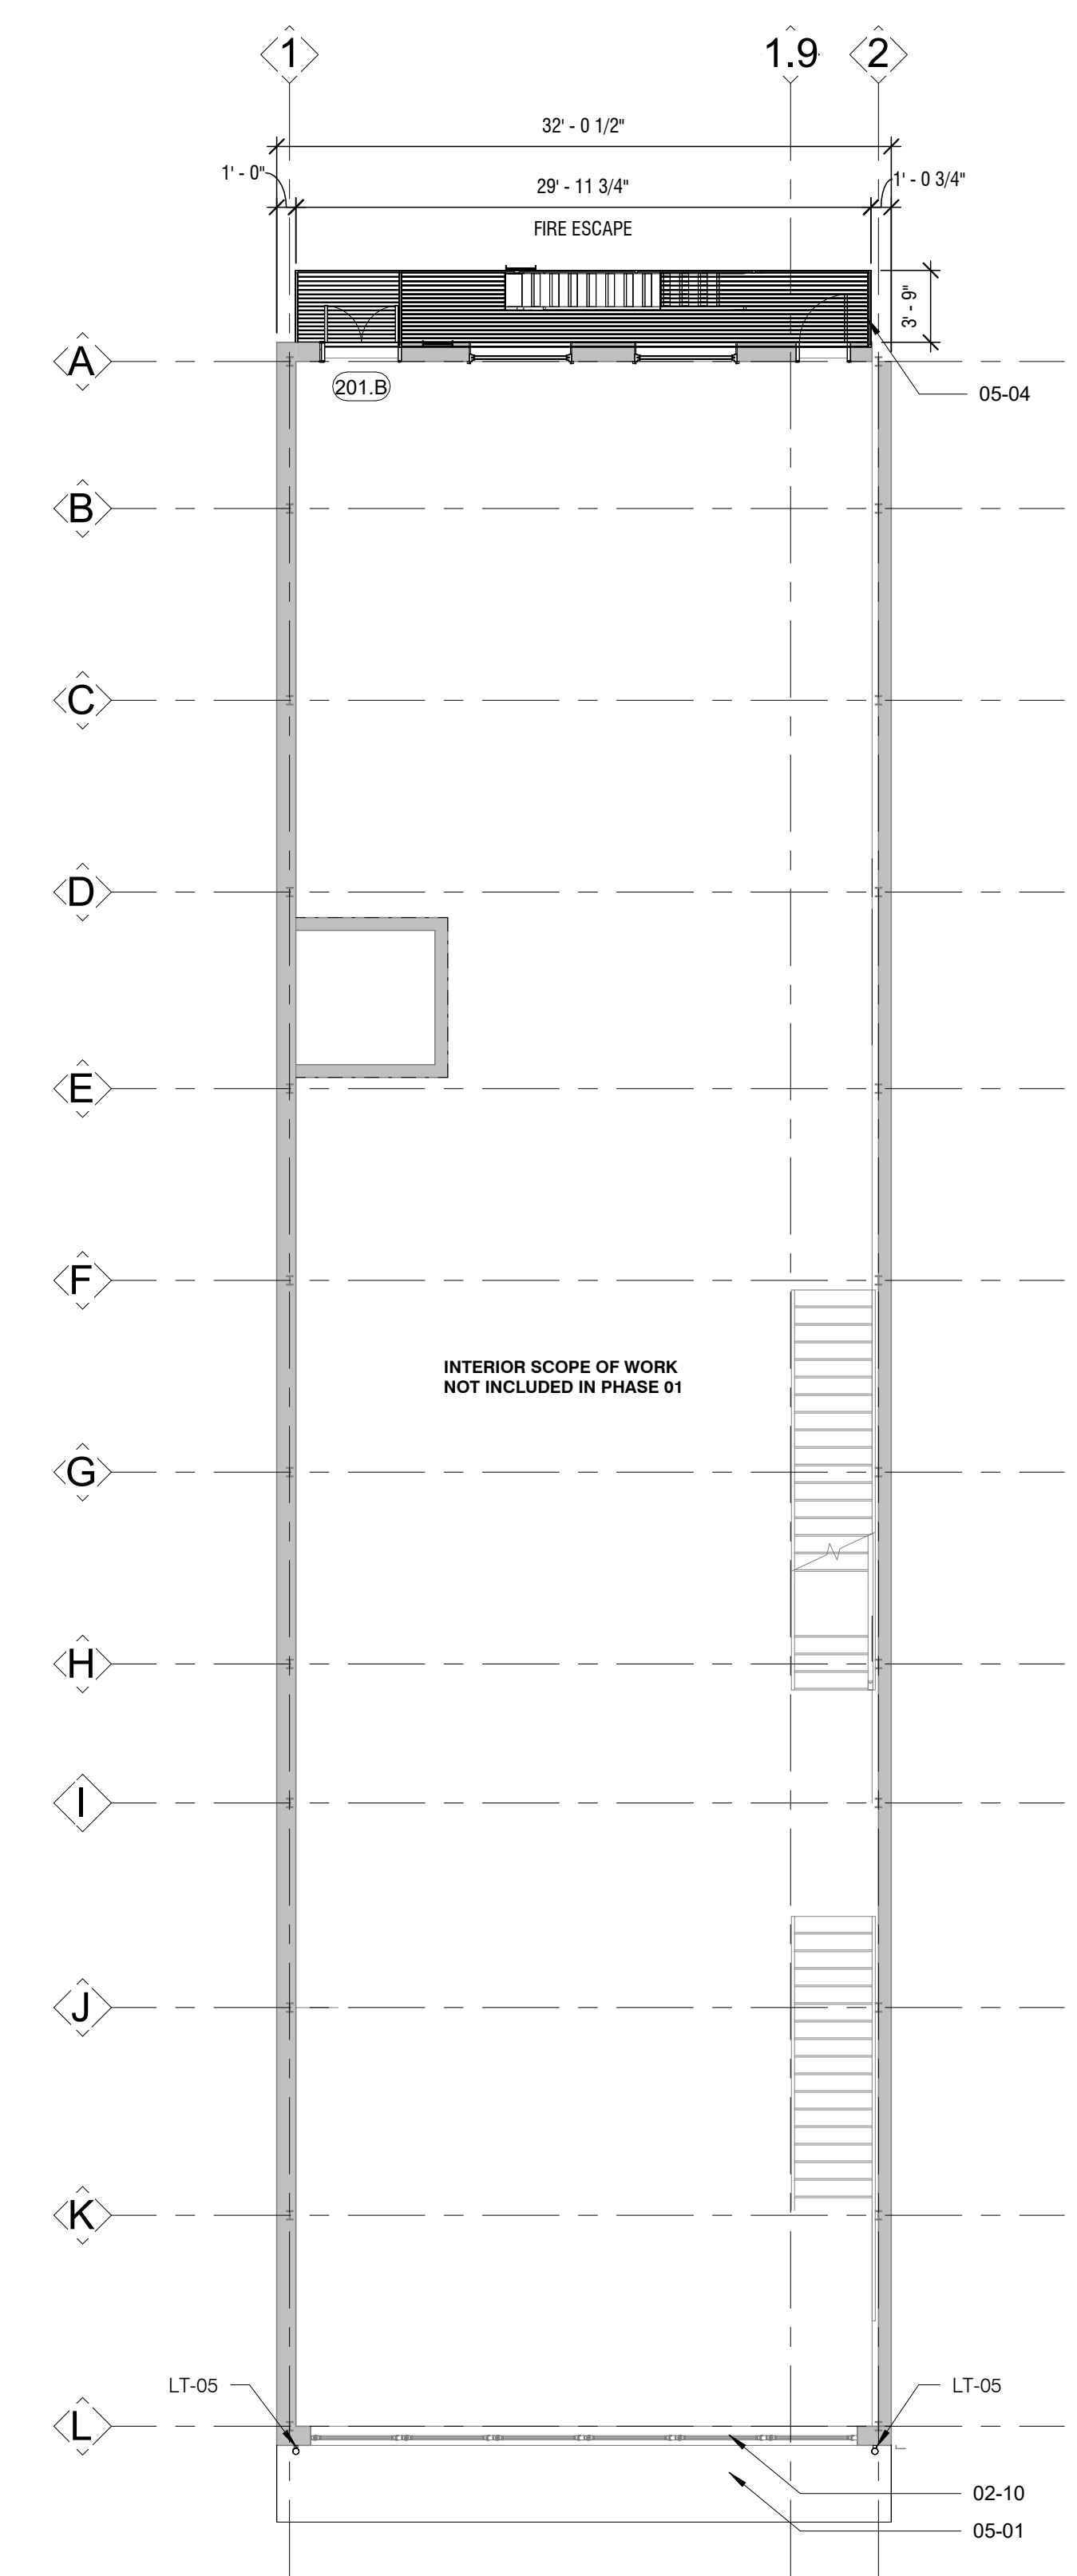 1
1.9
2
32' - 0 1/2"
1' - 0"
29' - 11 3/4"
1' - 0 3/4"
FIRE ESCAPE
3' - 9"
A
201.B
05-04
B
C
D
E
F
INTERIOR SCOPE OF WORK
NOT INCLUDED IN PHASE 01
G
H
I
J
K
LT-05
LT-05
L
02-10
05-01